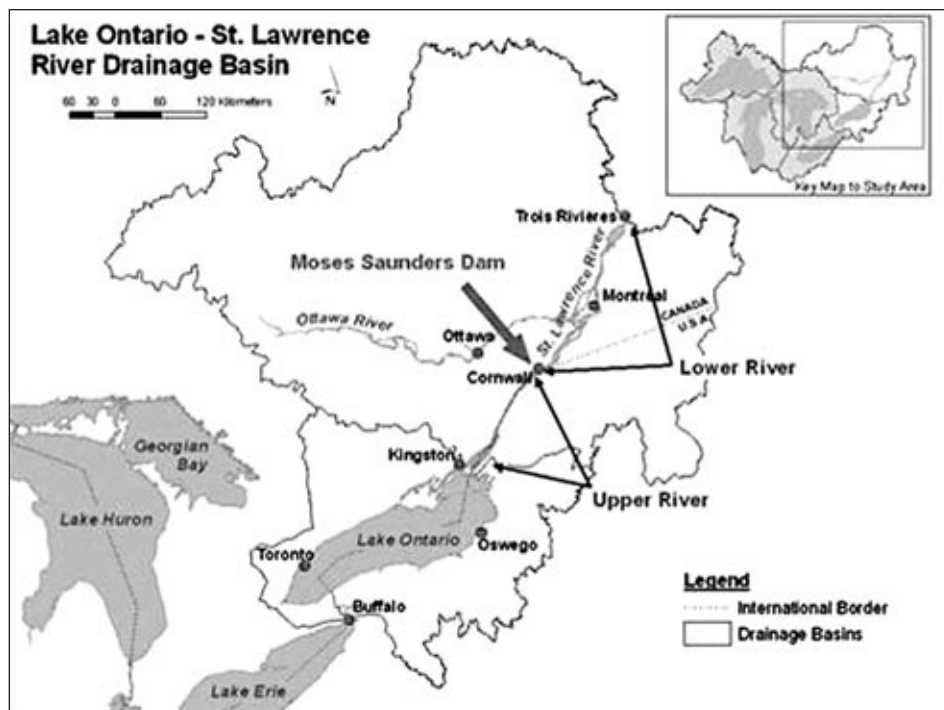 Lake Ontario - St. Lawrence
River Drainage Basin
N
60 30 0 60 120 Kilometers
Key Map to Study Area
Trois Rivières
Moses Saunders Dam
St. Lawrence River
Montréal
CANADA
U.S.A.
Ottawa River
Ottawa
Cornwall
Lower River
Georgian
Bay
Kingston
Upper River
Lake Huron
Lake Ontario
Oswego
Toronto
Buffalo
Lake Erie
Legend
International Border
Drainage Basins